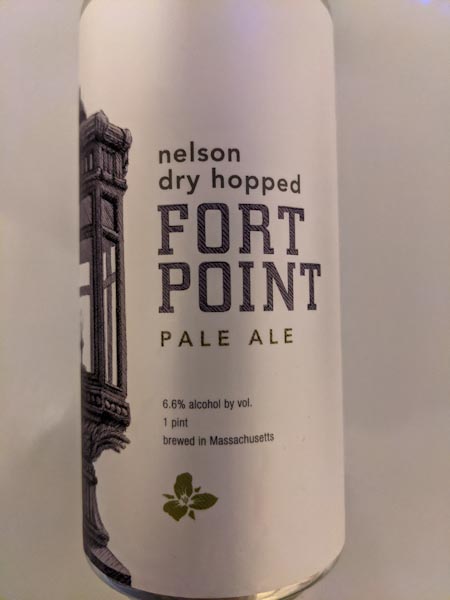 nelson
dry hopped
FORT
POINT
PALE ALE
6.6% alcohol by vol.
1 pint
brewed in Massachusetts